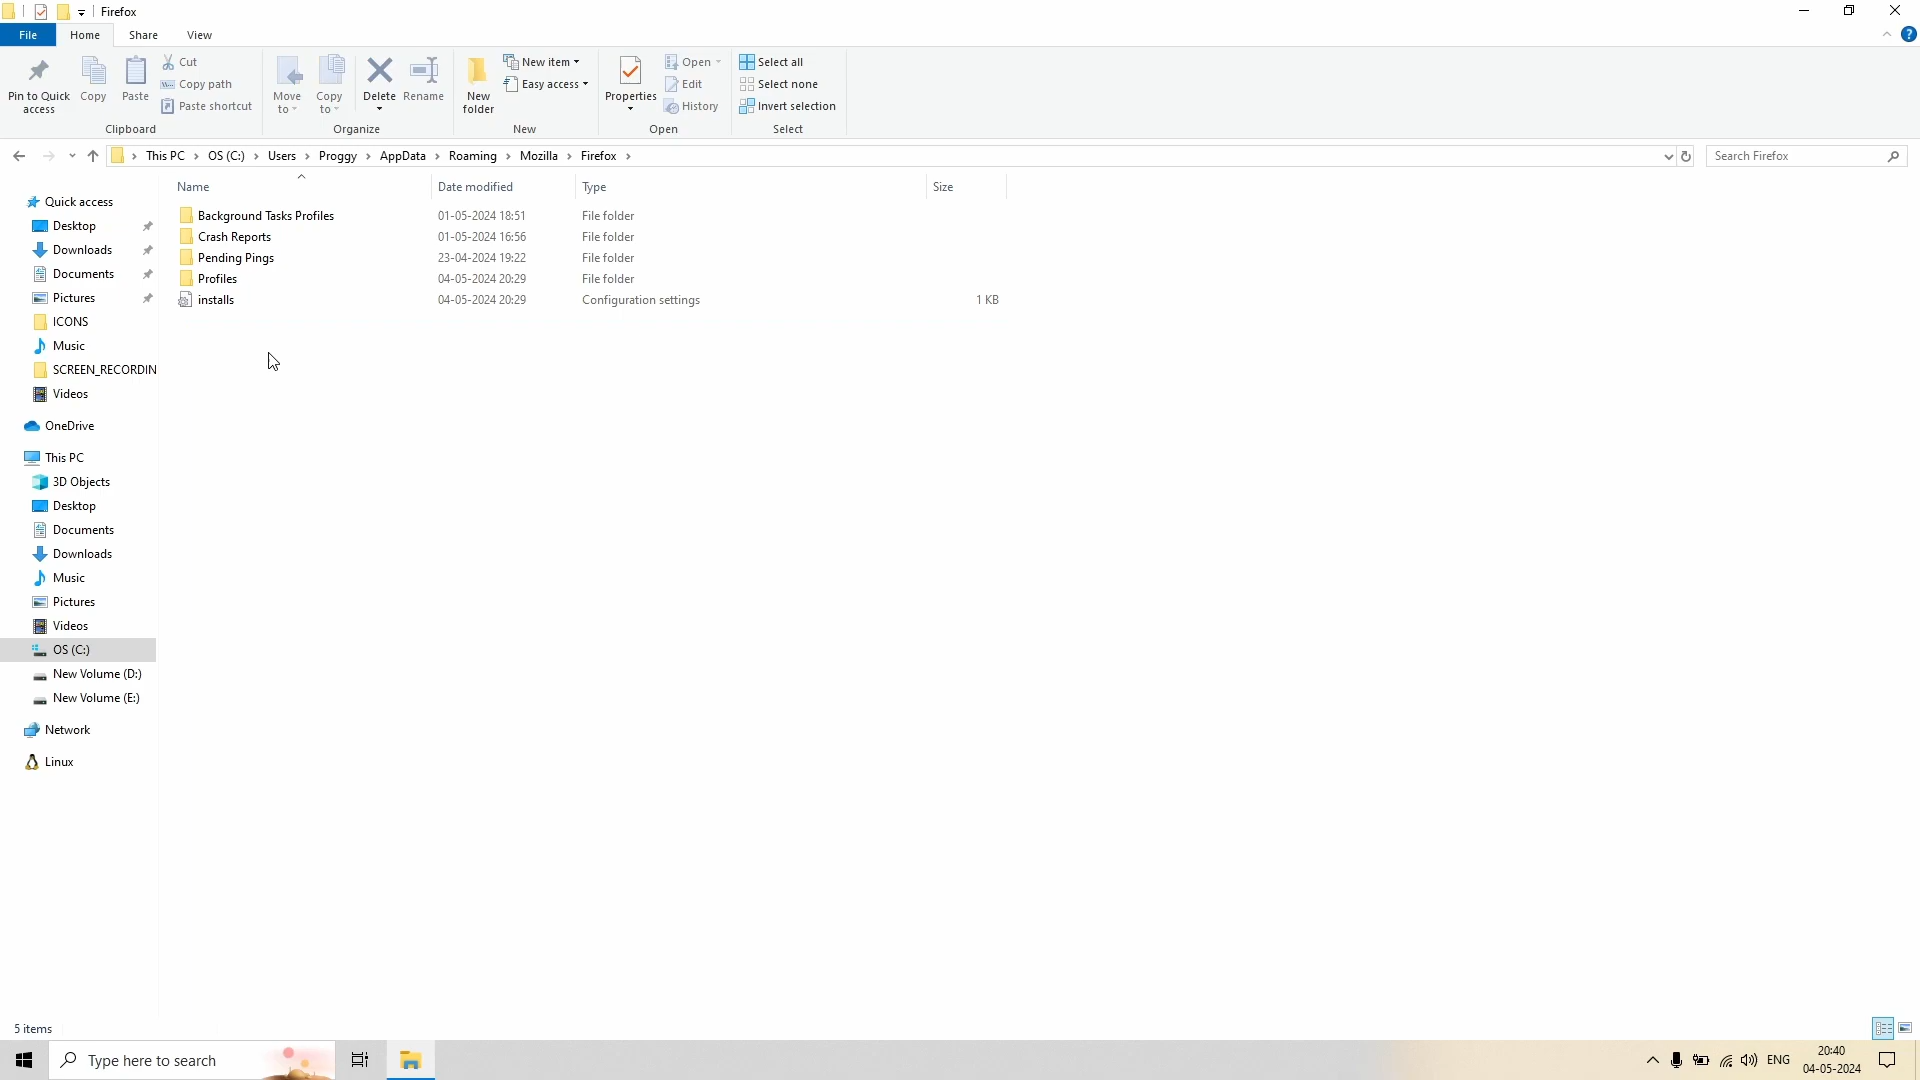 Firefox
File Home Share View
Pin to Quick access
Copy
Paste
Cut
Copy path
Paste shortcut
Clipboard
Move to
Copy to
Delete
Rename
Organize
New folder
New item
Easy access
New
Properties
Open
Edit
History
Open
Select all
Select none
Invert selection
Select
This PC > OS (C:) > Users > Proggy > AppData > Roaming > Mozilla > Firefox >
Search Firefox
Name Date modified Type Size
Background Tasks Profiles 01-05-2024 18:51 File folder
Crash Reports 01-05-2024 16:56 File folder
Pending Pings 23-04-2024 19:22 File folder
Profiles 04-05-2024 20:29 File folder
installs 04-05-2024 20:29 Configuration settings 1 KB
Quick access
Desktop
Downloads
Documents
Pictures
ICONS
Music
SCREEN_RECORDIN
Videos
OneDrive
This PC
3D Objects
Desktop
Documents
Downloads
Music
Pictures
Videos
OS (C:)
New Volume (D:)
New Volume (E:)
Network
Linux
5 items
Type here to search
ENG
20:40
04-05-2024